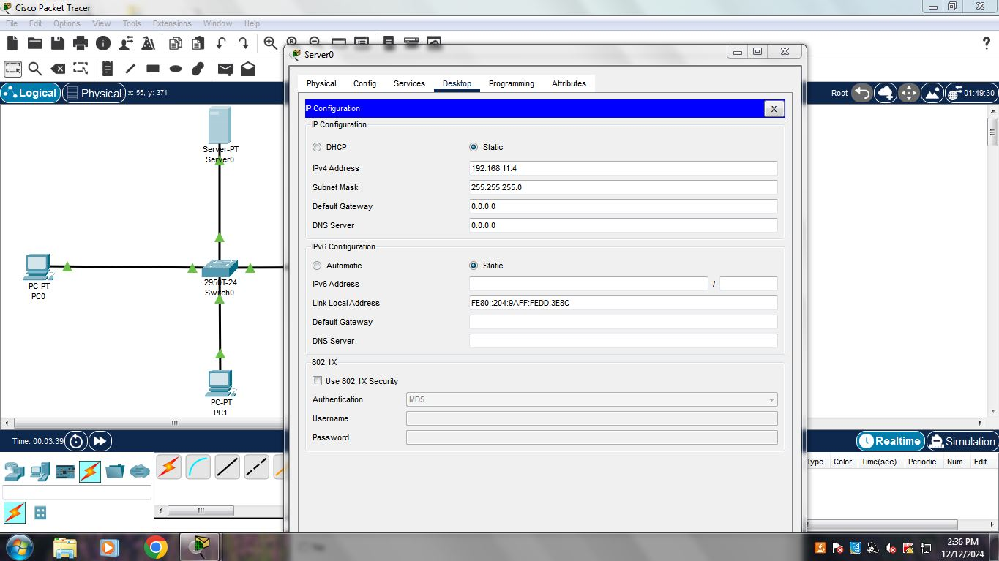 Cisco Packet Tracer
File Edit Options View Tools Extensions Window Help
Server0
Physical Config Services Desktop Programming Attributes
Logical Physical x: 55, y: 371
Root 01:49:30
IP Configuration X
IP Configuration
DHCP Static
IPv4 Address 192.168.11.4
Subnet Mask 255.255.255.0
Default Gateway 0.0.0.0
DNS Server 0.0.0.0
IPv6 Configuration
Automatic Static
IPv6 Address /
Link Local Address FE80::204:9AFF:FEDD:3E8C
Default Gateway
DNS Server
802.1X
Use 802.1X Security
Authentication MD5
Username
Password
Server-PT
Server0
PC-PT
PC0
2950T-24
Switch0
PC-PT
PC1
Time: 00:03:39
Realtime Simulation
Type Color Time(sec) Periodic Num Edit
2:36 PM
12/12/2024